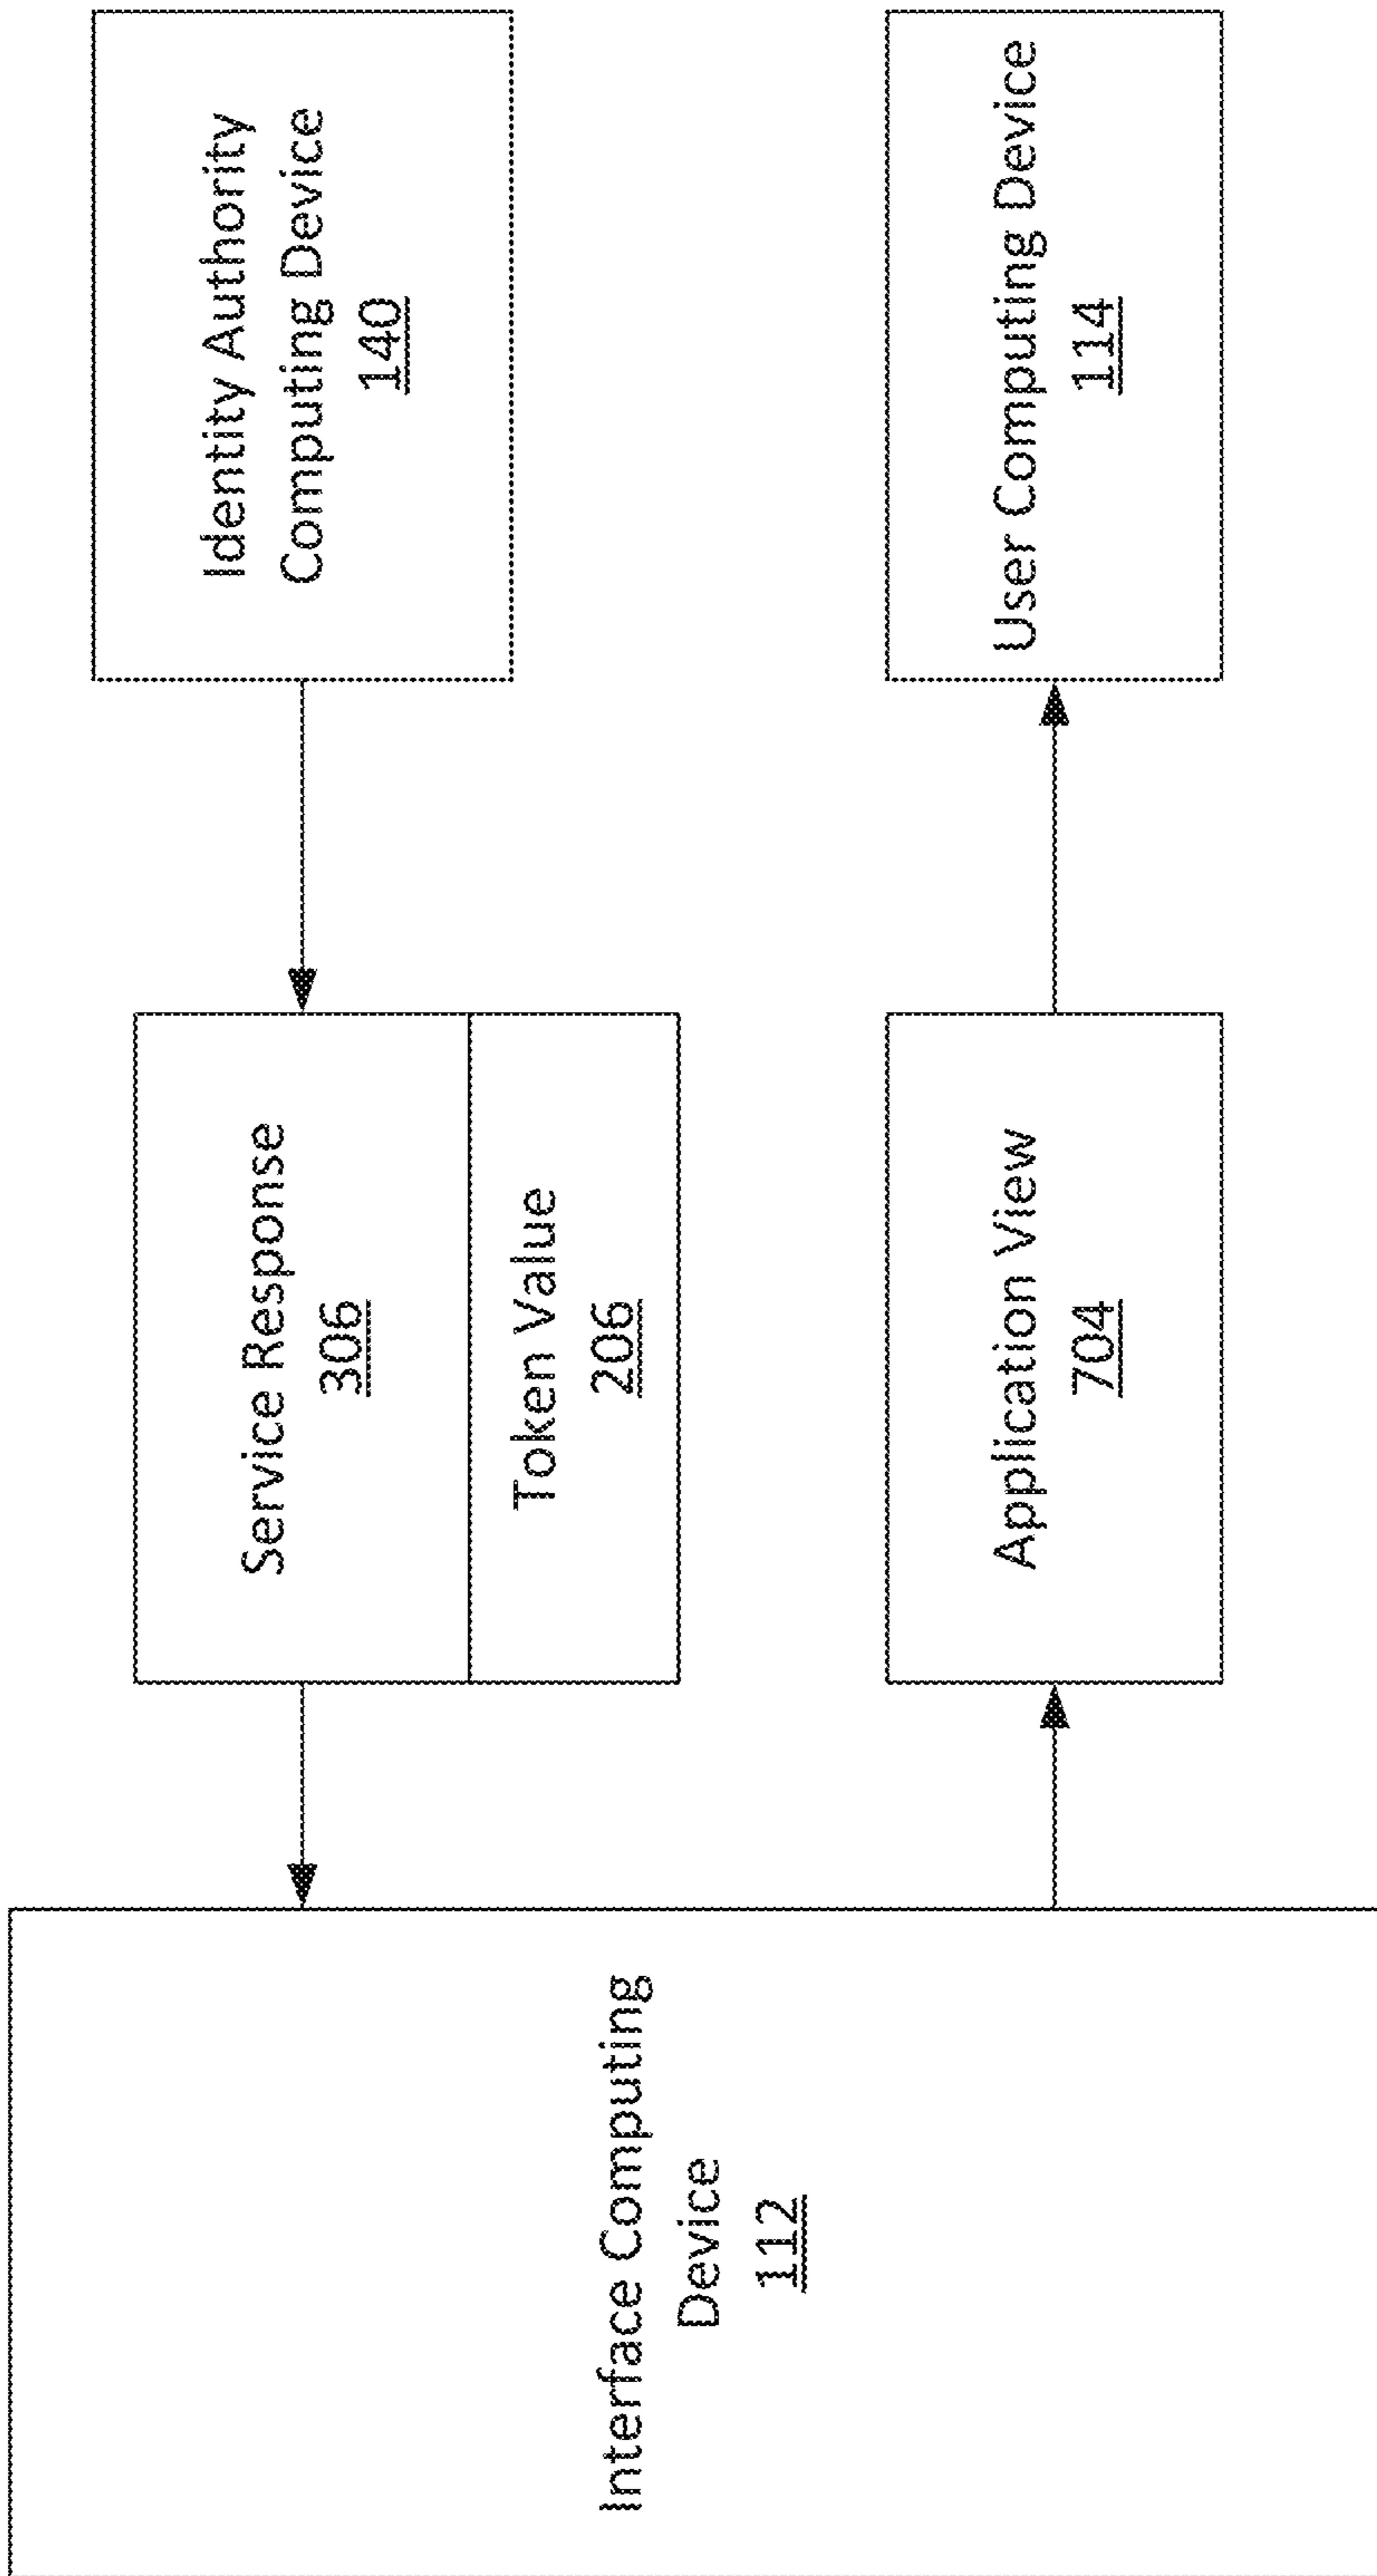 Interface Computing
Device
112
Service Response
306
Token Value
206
Identity Authority
Computing Device
140
Application View
704
User Computing Device
114